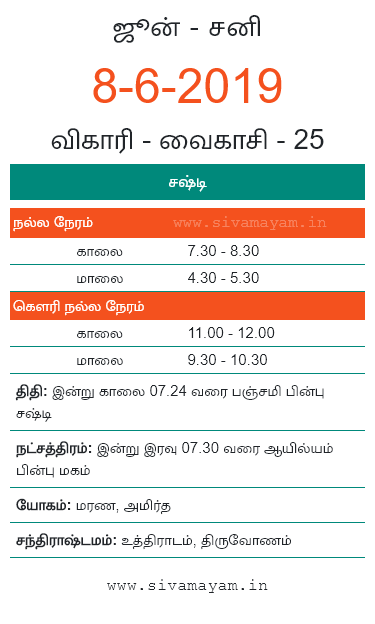 ஜூன் - சனி
8-6-2019
விகாரி - வைகாசி - 25
சஷ்டி
நல்ல நேரம் www.sivamayam.in
காலை 7.30 - 8.30
மாலை 4.30 - 5.30
கௌரி நல்ல நேரம்
காலை 11.00 - 12.00
மாலை 9.30 - 10.30
திதி: இன்று காலை 07.24 வரை பஞ்சமி பின்பு
சஷ்டி
நட்சத்திரம்: இன்று இரவு 07.30 வரை ஆயில்யம்
பின்பு மகம்
யோகம்: மரண, அமிர்த
சந்திராஷ்டமம்: உத்திராடம், திருவோணம்
www.sivamayam.in